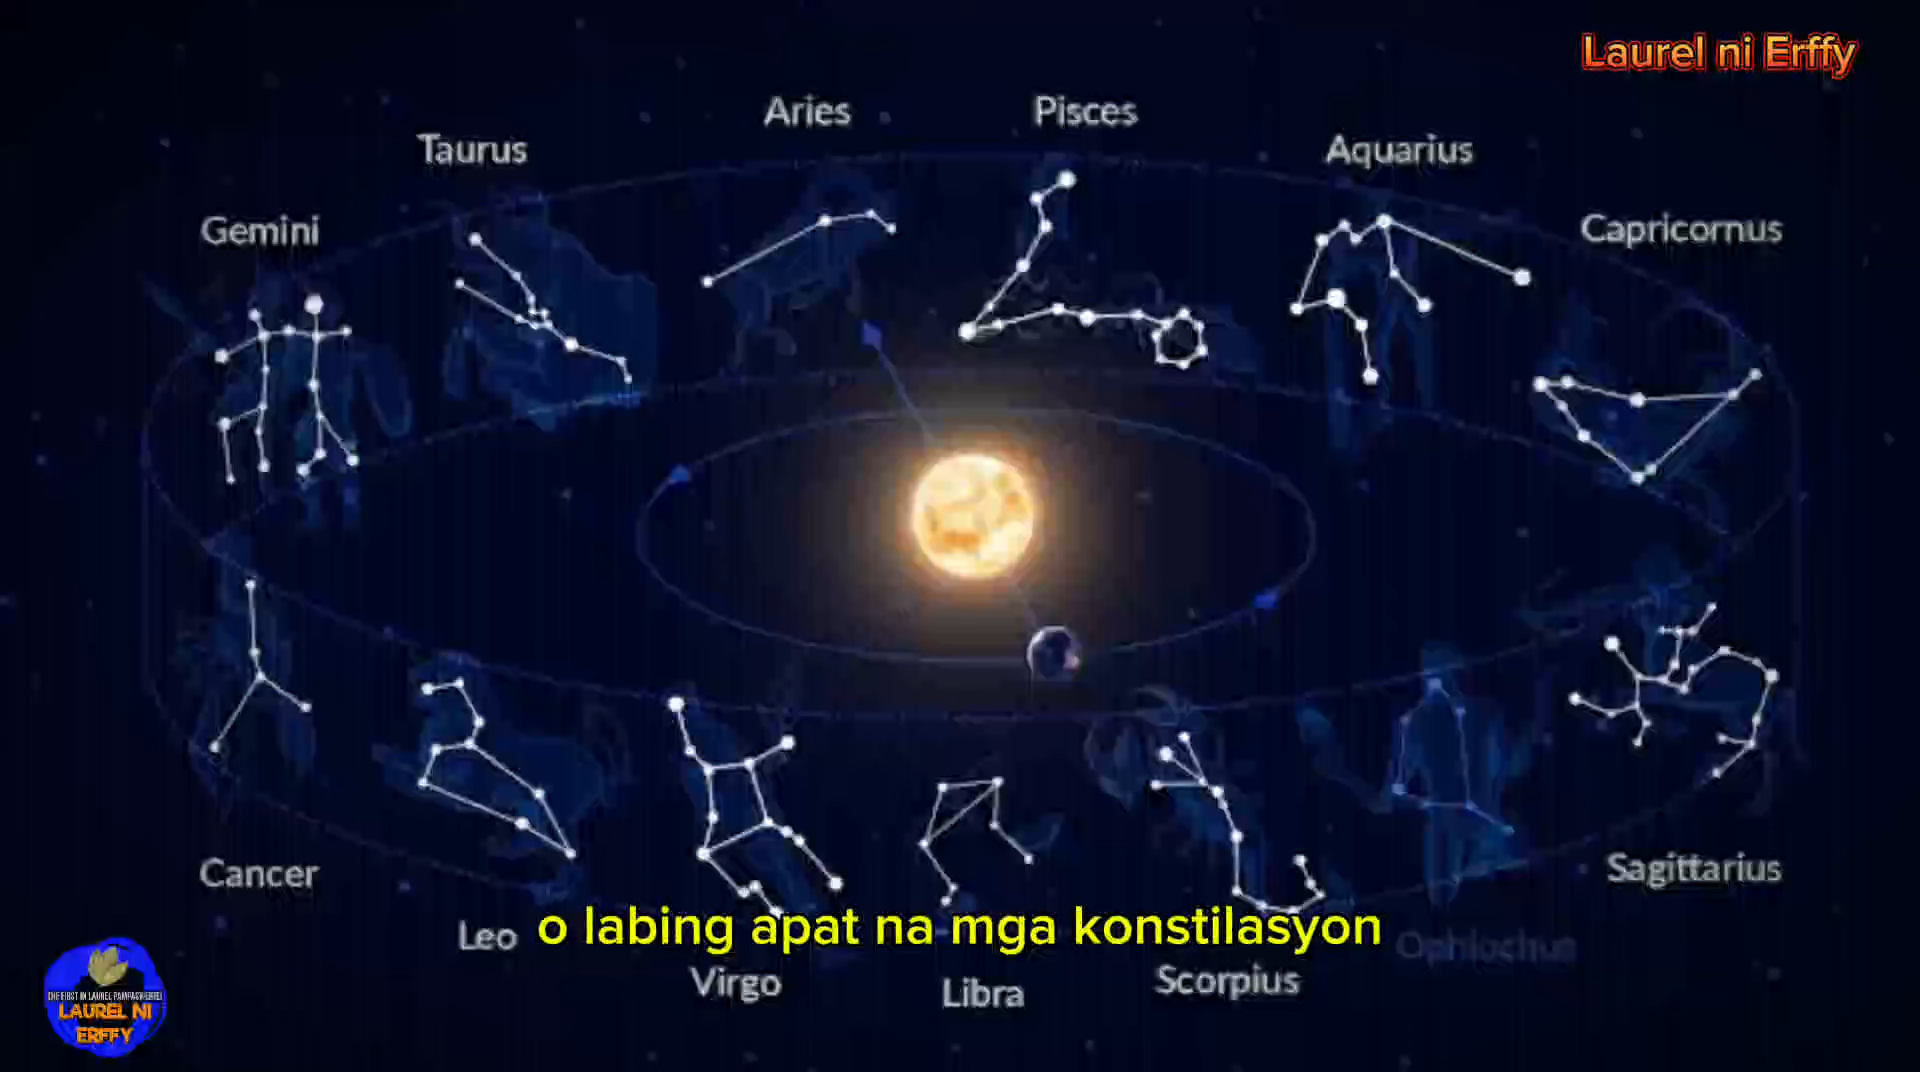 Laurel ni Erffy
Aries
Pisces
Taurus
Aquarius
Gemini
Capricornus
Cancer
Sagittarius
Leo
o labing apat na mga konstilasyon
Ophiochus
Virgo
Libra
Scorpius
LAUREL NI
ERFFY